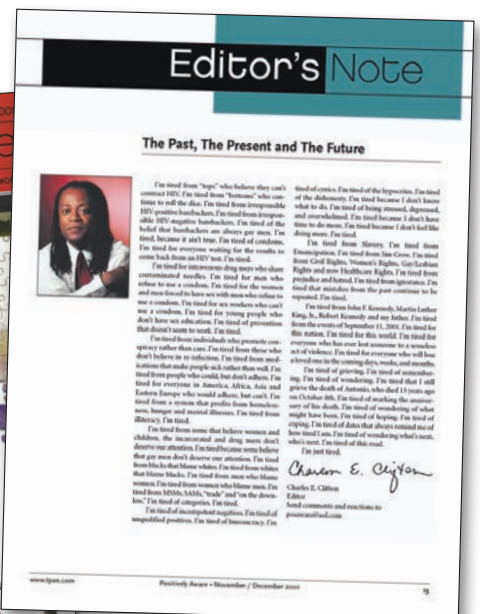 Editor's Note
The Past, The Present and The Future
I'm tired from "tops" who believe they can't
contract HIV. I'm tired from "bottoms" who con-
tinue to roll the dice. I'm tired from irresponsible
HIV-positive barebackers. I'm tired from irrespon-
sible HIV-negative barebackers. I'm tired of the
belief that barebackers are always gay men. I'm
tired, because it ain't true. I'm tired of condoms.
I'm tired for everyone waiting for the results to
come back from an HIV test. I'm tired.
I'm tired for intravenous drug users who share
contaminated needles. I'm tired for men who
refuse to use a condom. I'm tired for the women
and men forced to have sex with men who refuse to
use a condom. I'm tired for sex workers who can't
use a condom. I'm tired for young people who
don't have sex education. I'm tired of prevention
that doesn't seem to work. I'm tired.
I'm tired from individuals who promote con-
spiracy rather than care. I'm tired from those who
don't believe in re-infection. I'm tired from med-
ications that make people sick rather than well. I'm
tired from people who could, but don't adhere. I'm
tired for everyone in America, Africa, Asia and
Eastern Europe who would adhere, but can't. I'm
tired from a system that profits from homeless-
ness, hunger and mental illnesses. I'm tired from
illiteracy. I'm tired.
I'm tired from some that believe women and
children, the incarcerated and drug users don't
deserve our attention. I'm tired because some believe
that gay men don't deserve our attention. I'm tired
from blacks that blame whites. I'm tired from whites
that blame blacks. I'm tired from men who blame
women. I'm tired from women who blame men. I'm
tired from MSMs, SAMs, "trade" and "on the down-
low." I'm tired of categories. I'm tired.
I'm tired of incompetent negatives. I'm tired of
unqualified positives. I'm tired of bureaucracy. I'm
tired of cynics. I'm tired of the hypocrites. I'm tired
of the dishonesty. I'm tired because I don't know
what to do. I'm tired of being stressed, depressed,
and overwhelmed. I'm tired because I don't have
time to do more. I'm tired because I don't feel like
doing more. I'm tired.
I'm tired from Slavery. I'm tired from
Emancipation. I'm tired from Jim Crow. I'm tired
from Civil Rights, Women's Rights, Gay/Lesbian
Rights and now Healthcare Rights. I'm tired from
prejudice and hatred. I'm tired from ignorance. I'm
tired that mistakes from the past continue to be
repeated. I'm tired.
I'm tired from John F. Kennedy, Martin Luther
King, Jr., Robert Kennedy and my father. I'm tired
from the events of September 11, 2001. I'm tired for
this nation. I'm tired for this world. I'm tired for
everyone who has ever lost someone to a senseless
act of violence. I'm tired for everyone who will lose
a loved one in the coming days, weeks, and months.
I'm tired of grieving. I'm tired of remember-
ing. I'm tired of wondering. I'm tired that I still
grieve the death of Antonio, who died 13 years ago
on October 8th. I'm tired of marking the anniver-
sary of his death. I'm tired of wondering of what
might have been. I'm tired of hoping. I'm tired of
coping. I'm tired of dates that always remind me of
how tired I am. I'm tired of wondering what's next,
who's next. I'm tired of this road.
I'm just tired.
Charles E. Clifton
Charles E. Clifton
Editor
Send comments and reactions to
posaware@aol.com
www.tpan.com
Positively Aware • November / December 2001
13